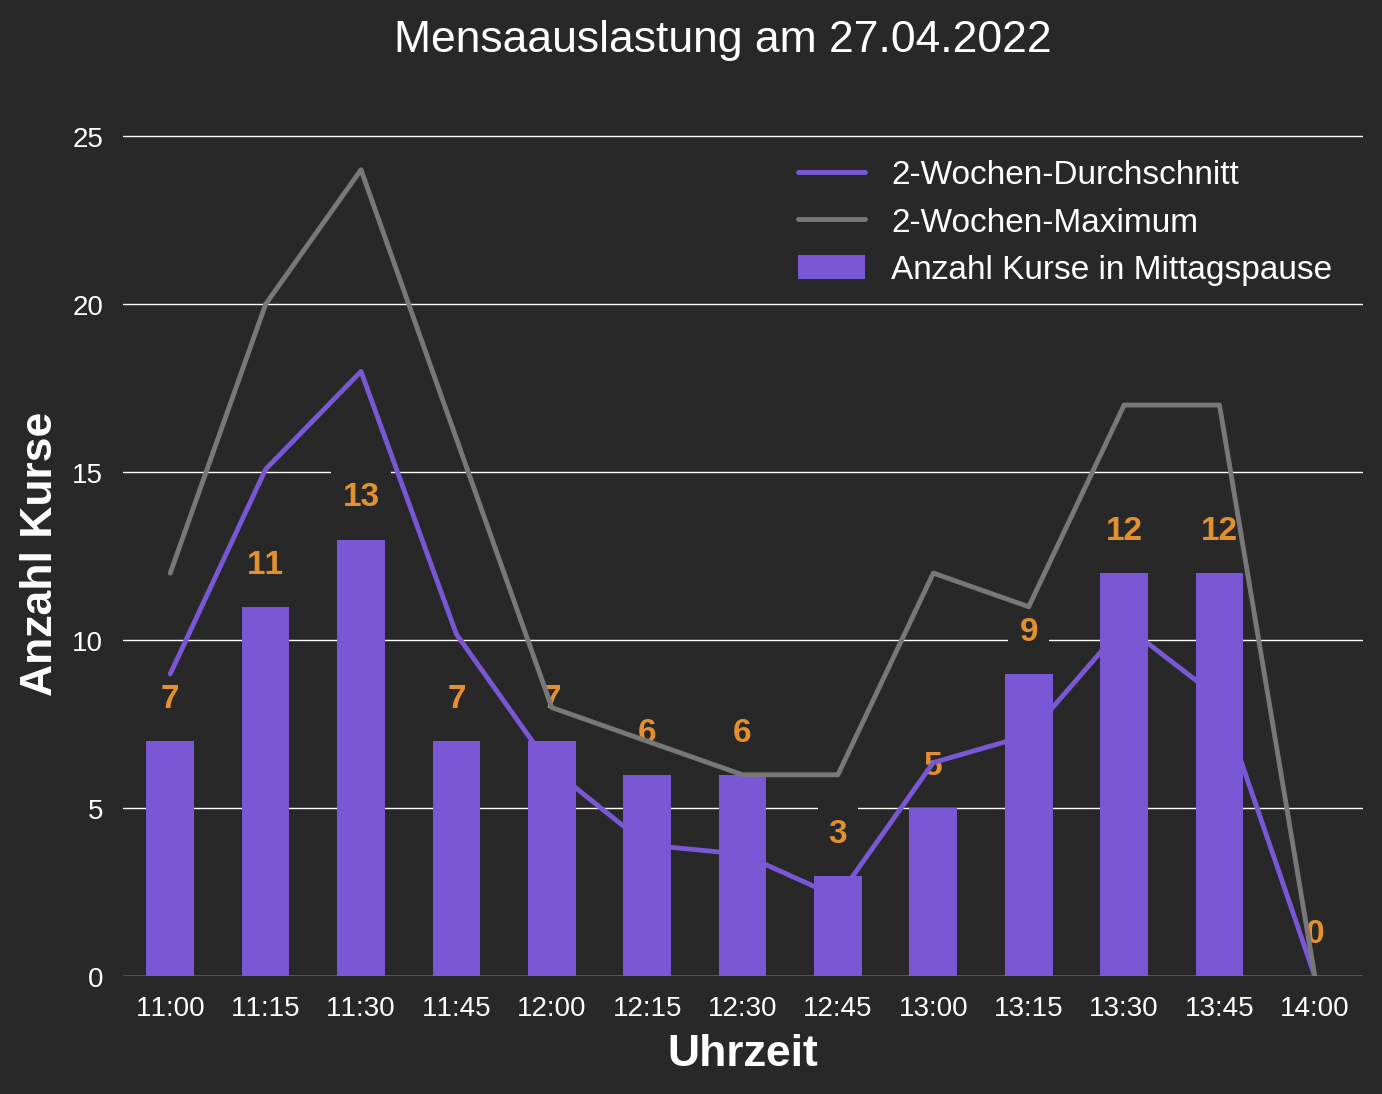 Mensaauslastung am 27.04.2022
25
2-Wochen-Durchschnitt
2-Wochen-Maximum
Anzahl Kurse in Mittagspause
20
15
10
5
0
Anzahl Kurse
7
11
13
7
7
6
6
3
5
9
12
12
0
11:00 11:15 11:30 11:45 12:00 12:15 12:30 12:45 13:00 13:15 13:30 13:45 14:00
Uhrzeit